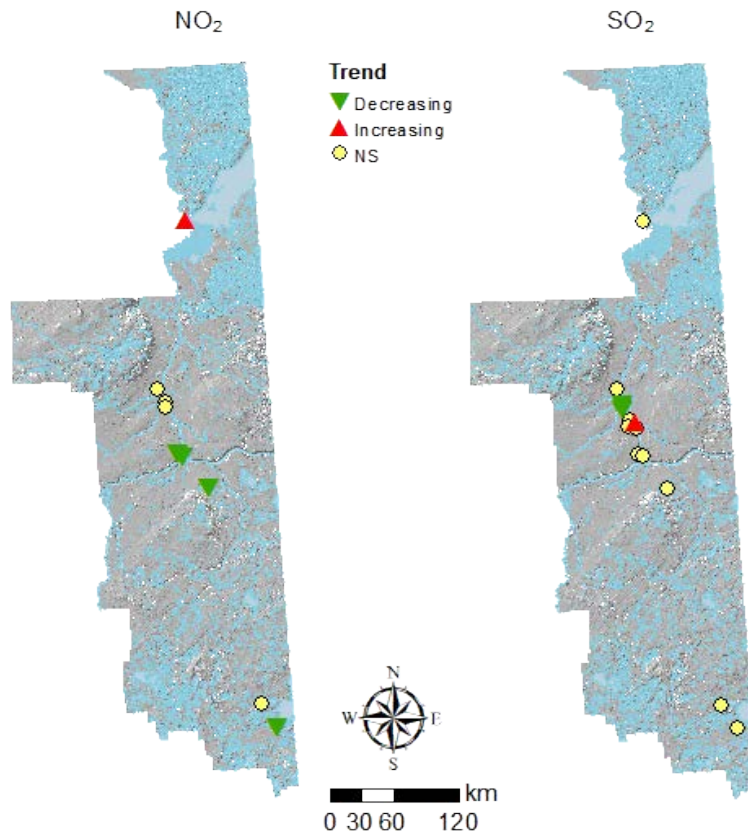 NO₂
SO₂
Trend
Decreasing
Increasing
NS
N
W E
S
km
0 30 60 120